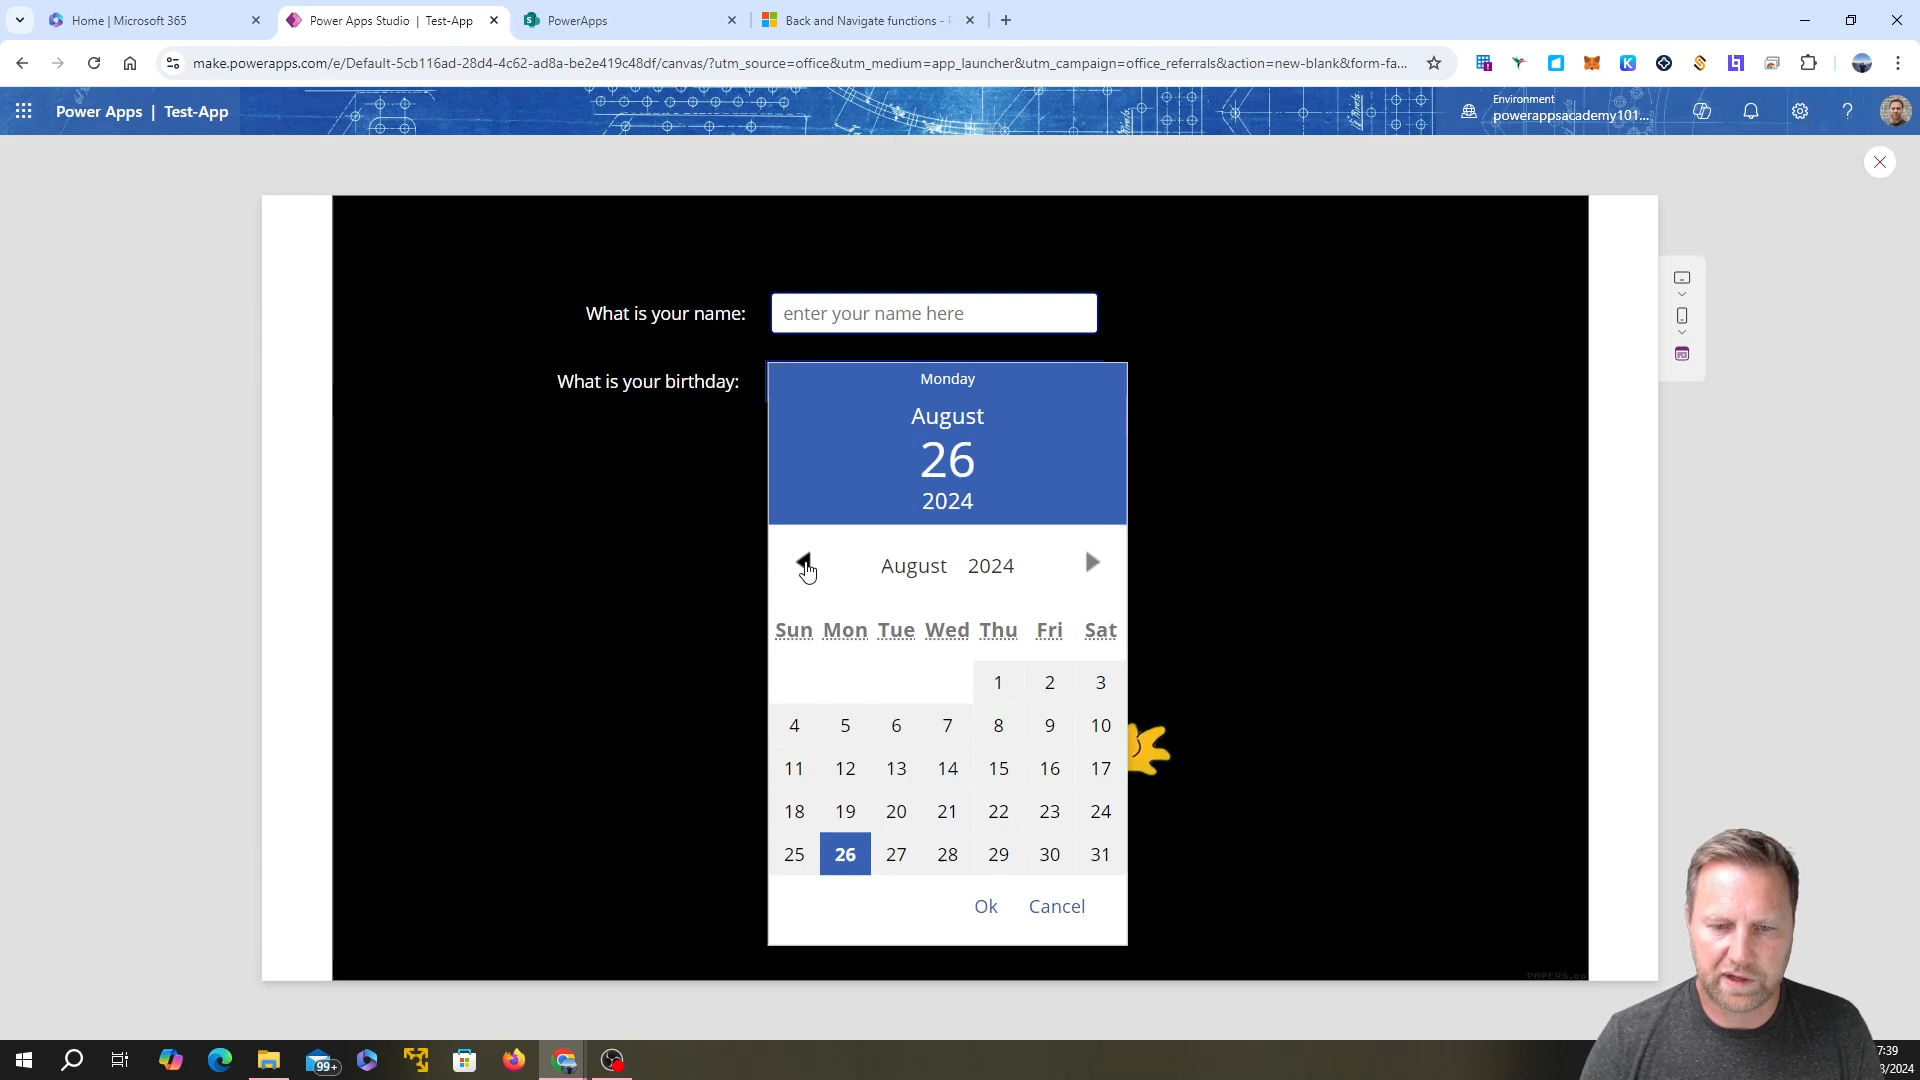 Home | Microsoft 365
Power Apps Studio | Test-App
PowerApps
Back and Navigate functions -
make.powerapps.com/e/Default-5cb116ad-28d4-4c62-ad8a-be2e419c48df/canvas/?utm_source=office&utm_medium=app_launcher&utm_campaign=office_referrals&action=new-blank&form-fa...
Power Apps | Test-App
Environment
powerappsacademy101...
What is your name:
enter your name here
What is your birthday:
Monday
August
26
2024
August 2024
Sun Mon Tue Wed Thu Fri Sat
1 2 3
4 5 6 7 8 9 10
11 12 13 14 15 16 17
18 19 20 21 22 23 24
25 26 27 28 29 30 31
Ok Cancel
PAPERS.co
99+
7:39
3/2024